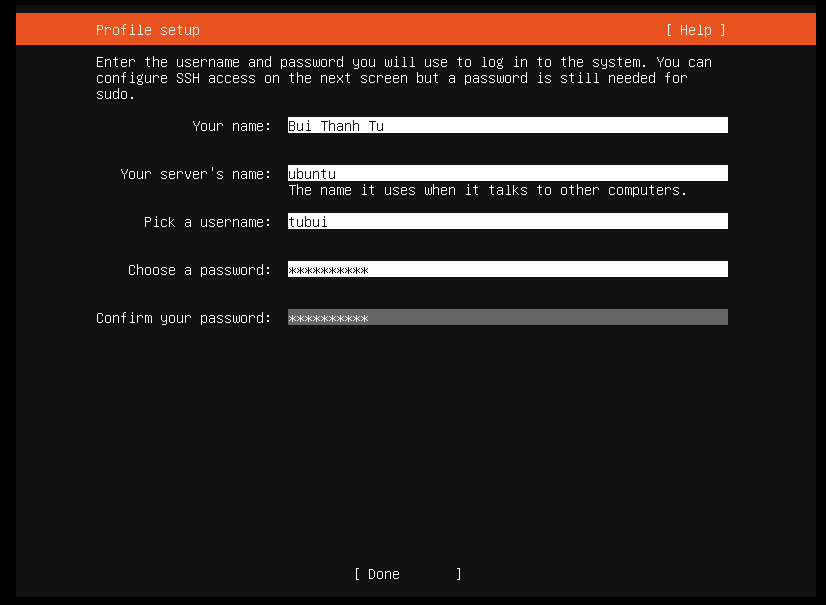 Profile setup [ Help ]
Enter the username and password you will use to log in to the system. You can
configure SSH access on the next screen but a password is still needed for
sudo.
Your name: Bui Thanh Tu
Your server's name: ubuntu
The name it uses when it talks to other computers.
Pick a username: tubui
Choose a password: **********
Confirm your password: **********
[ Done ]